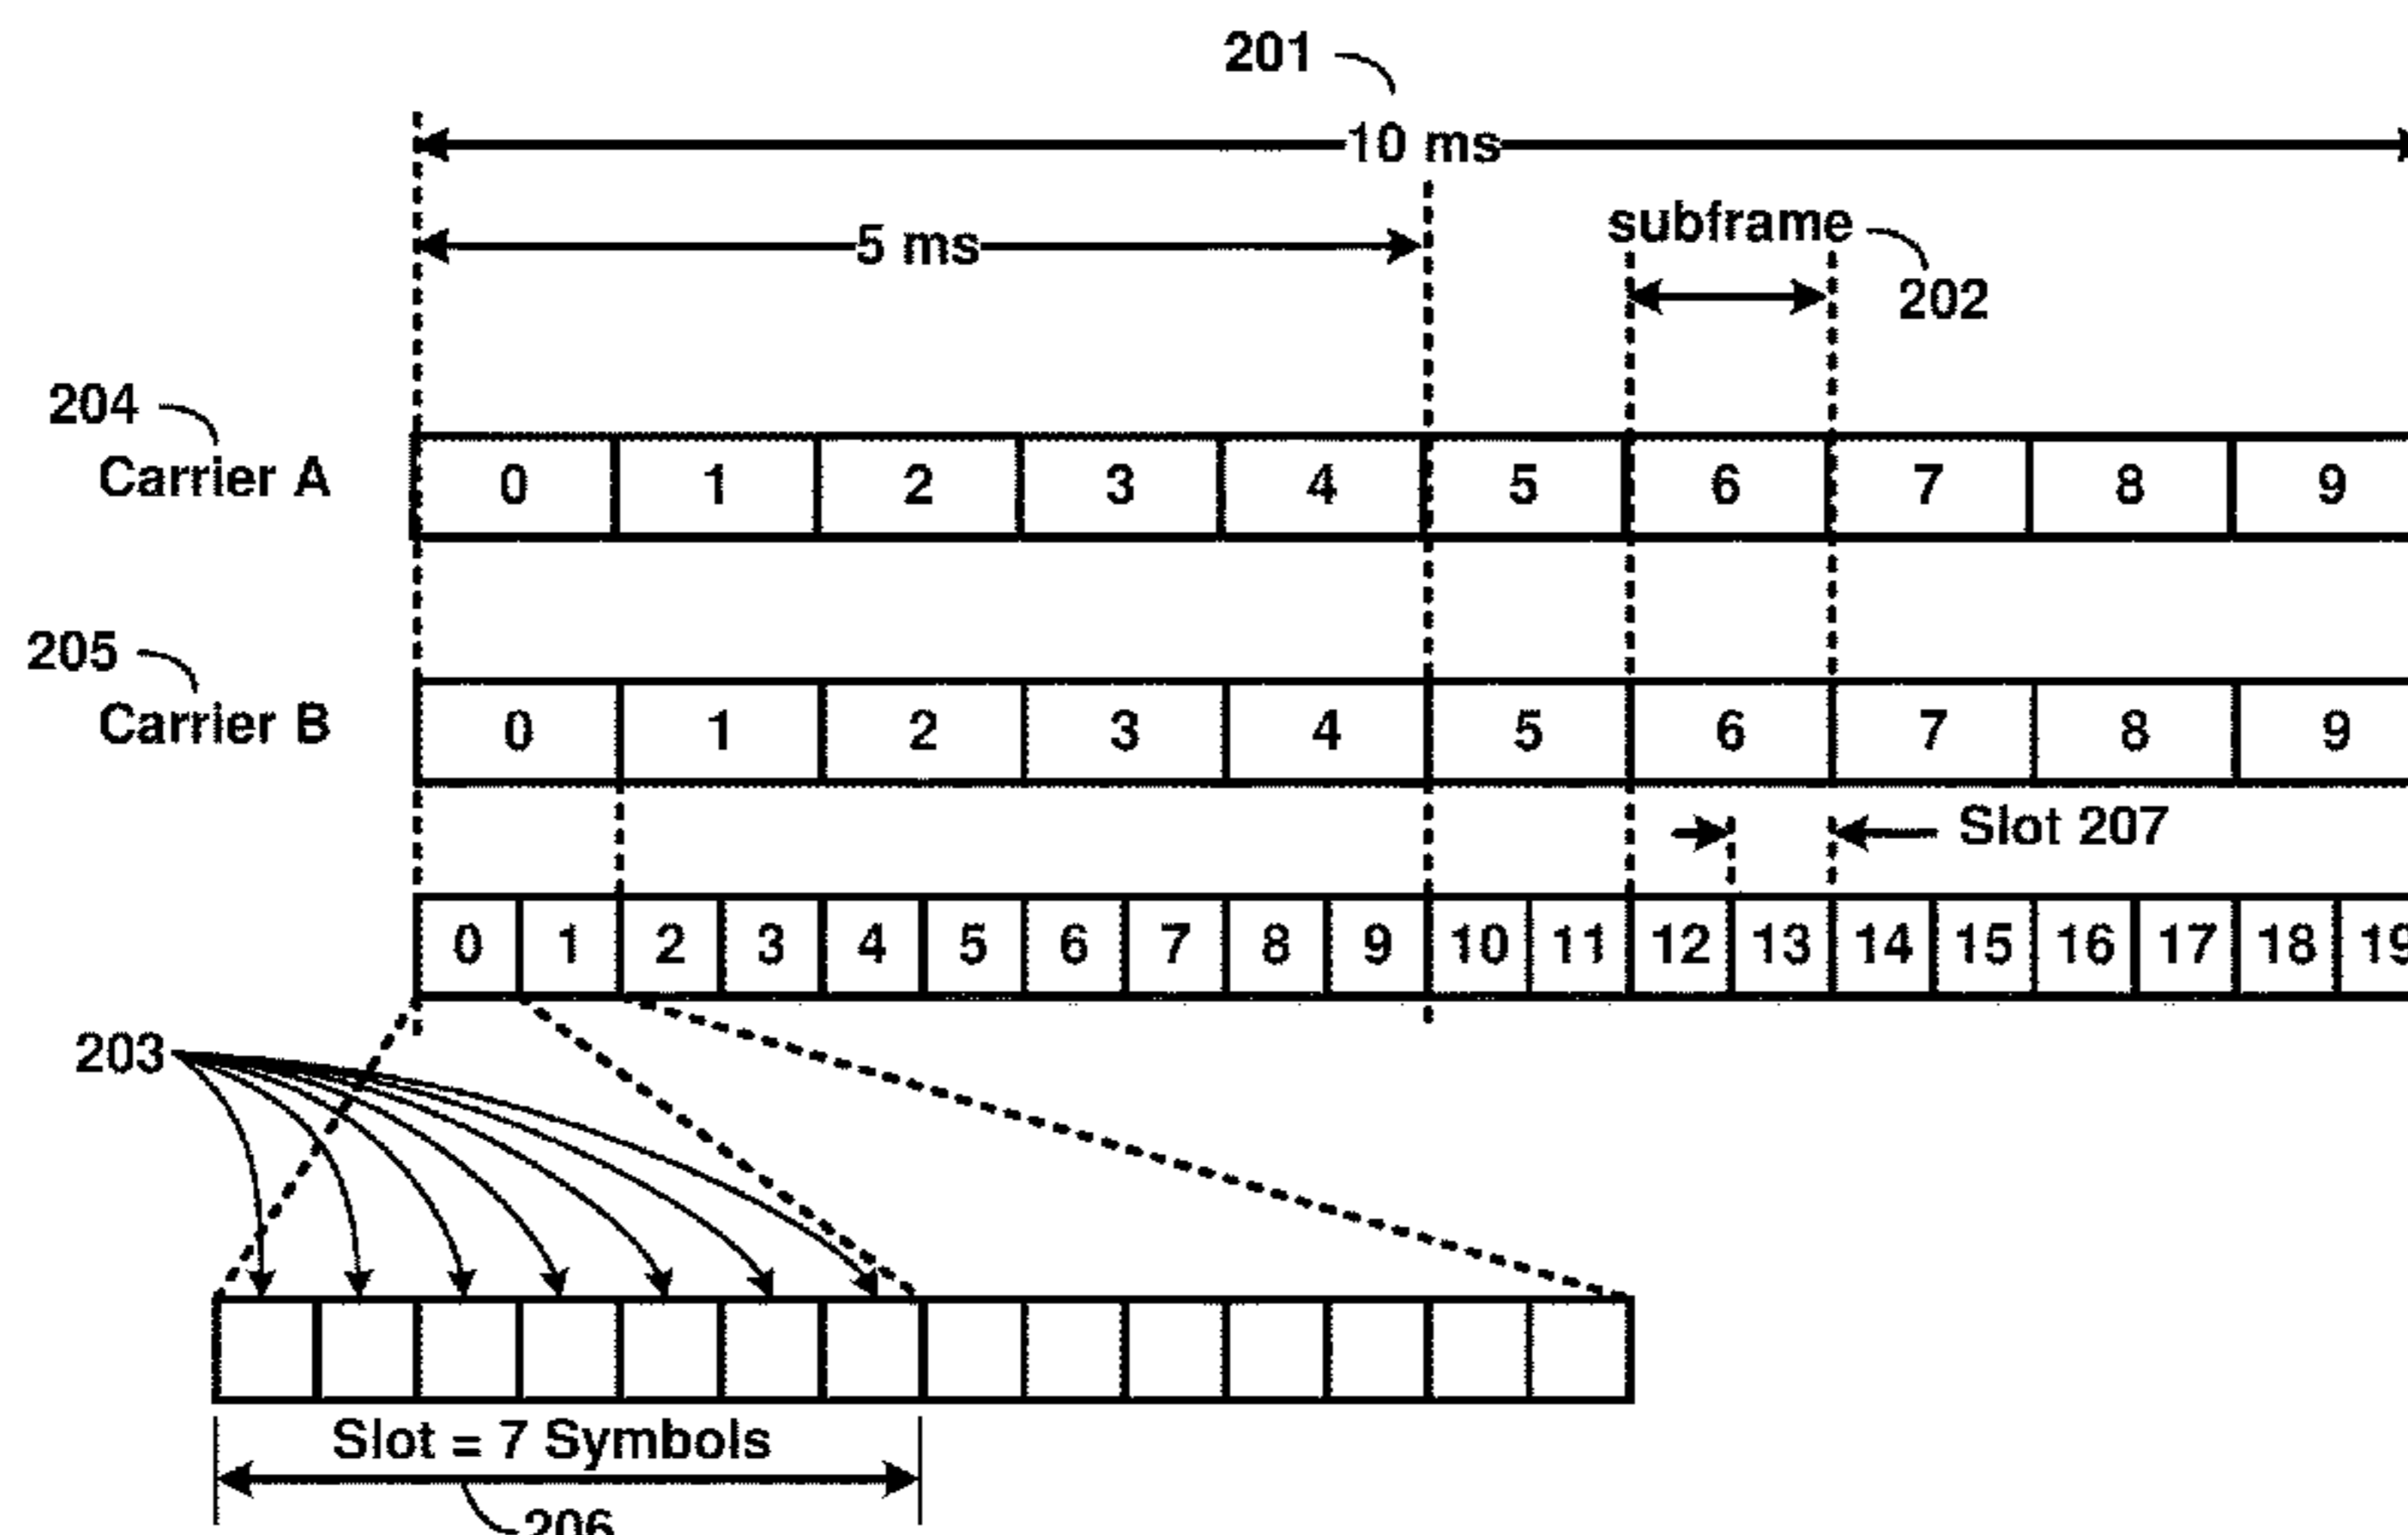 201
10 ms
5 ms
subframe
202
204
Carrier A
0 1 2 3 4 5 6 7 8 9
205
Carrier B
0 1 2 3 4 5 6 7 8 9
Slot 207
0 1 2 3 4 5 6 7 8 9 10 11 12 13 14 15 16 17 18 19
203
Slot = 7 Symbols
206